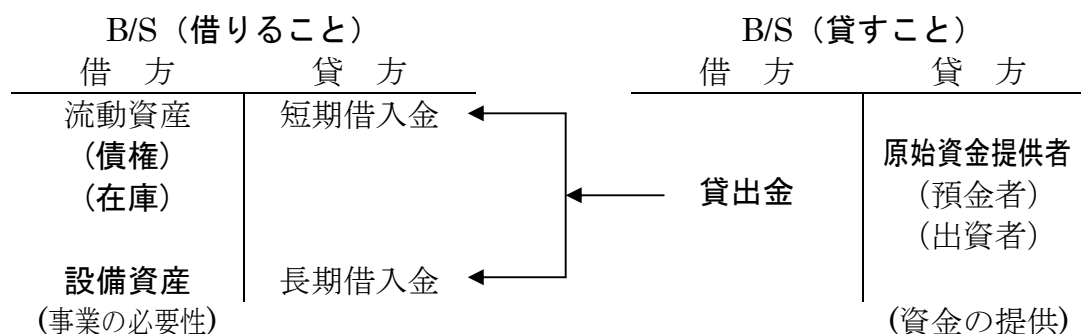 B/S（借りること）
借　方　貸　方
流動資産　短期借入金
（債権）
（在庫）
設備資産　長期借入金
(事業の必要性)
B/S（貸すこと）
借　方　貸　方
原始資金提供者
貸出金　（預金者）
（出資者）
(資金の提供)